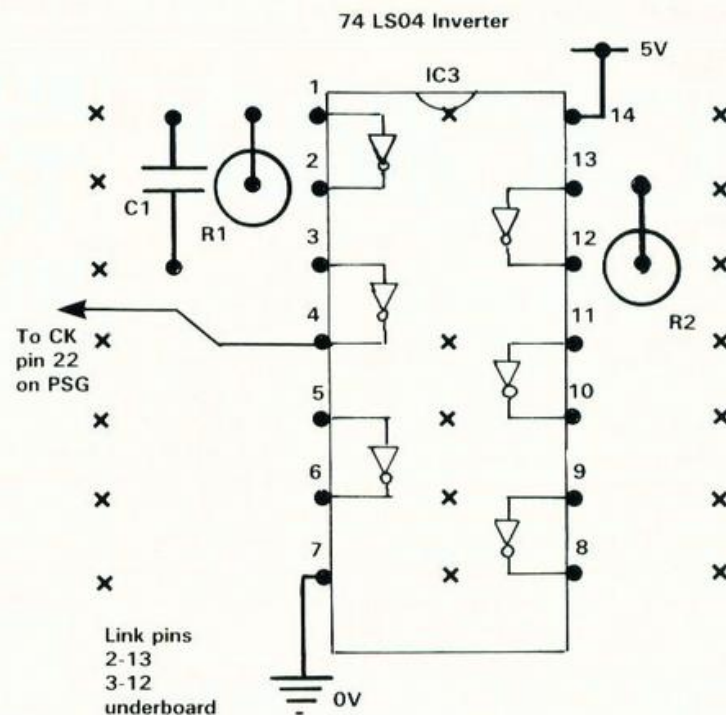 74 LS04 Inverter
5V
IC3
1
14
2
13
C1
R1
3
12
4
11
R2
To CK
pin 22
on PSG
5
10
6
9
7
8
Link pins
2-13
3-12
underboard
0V